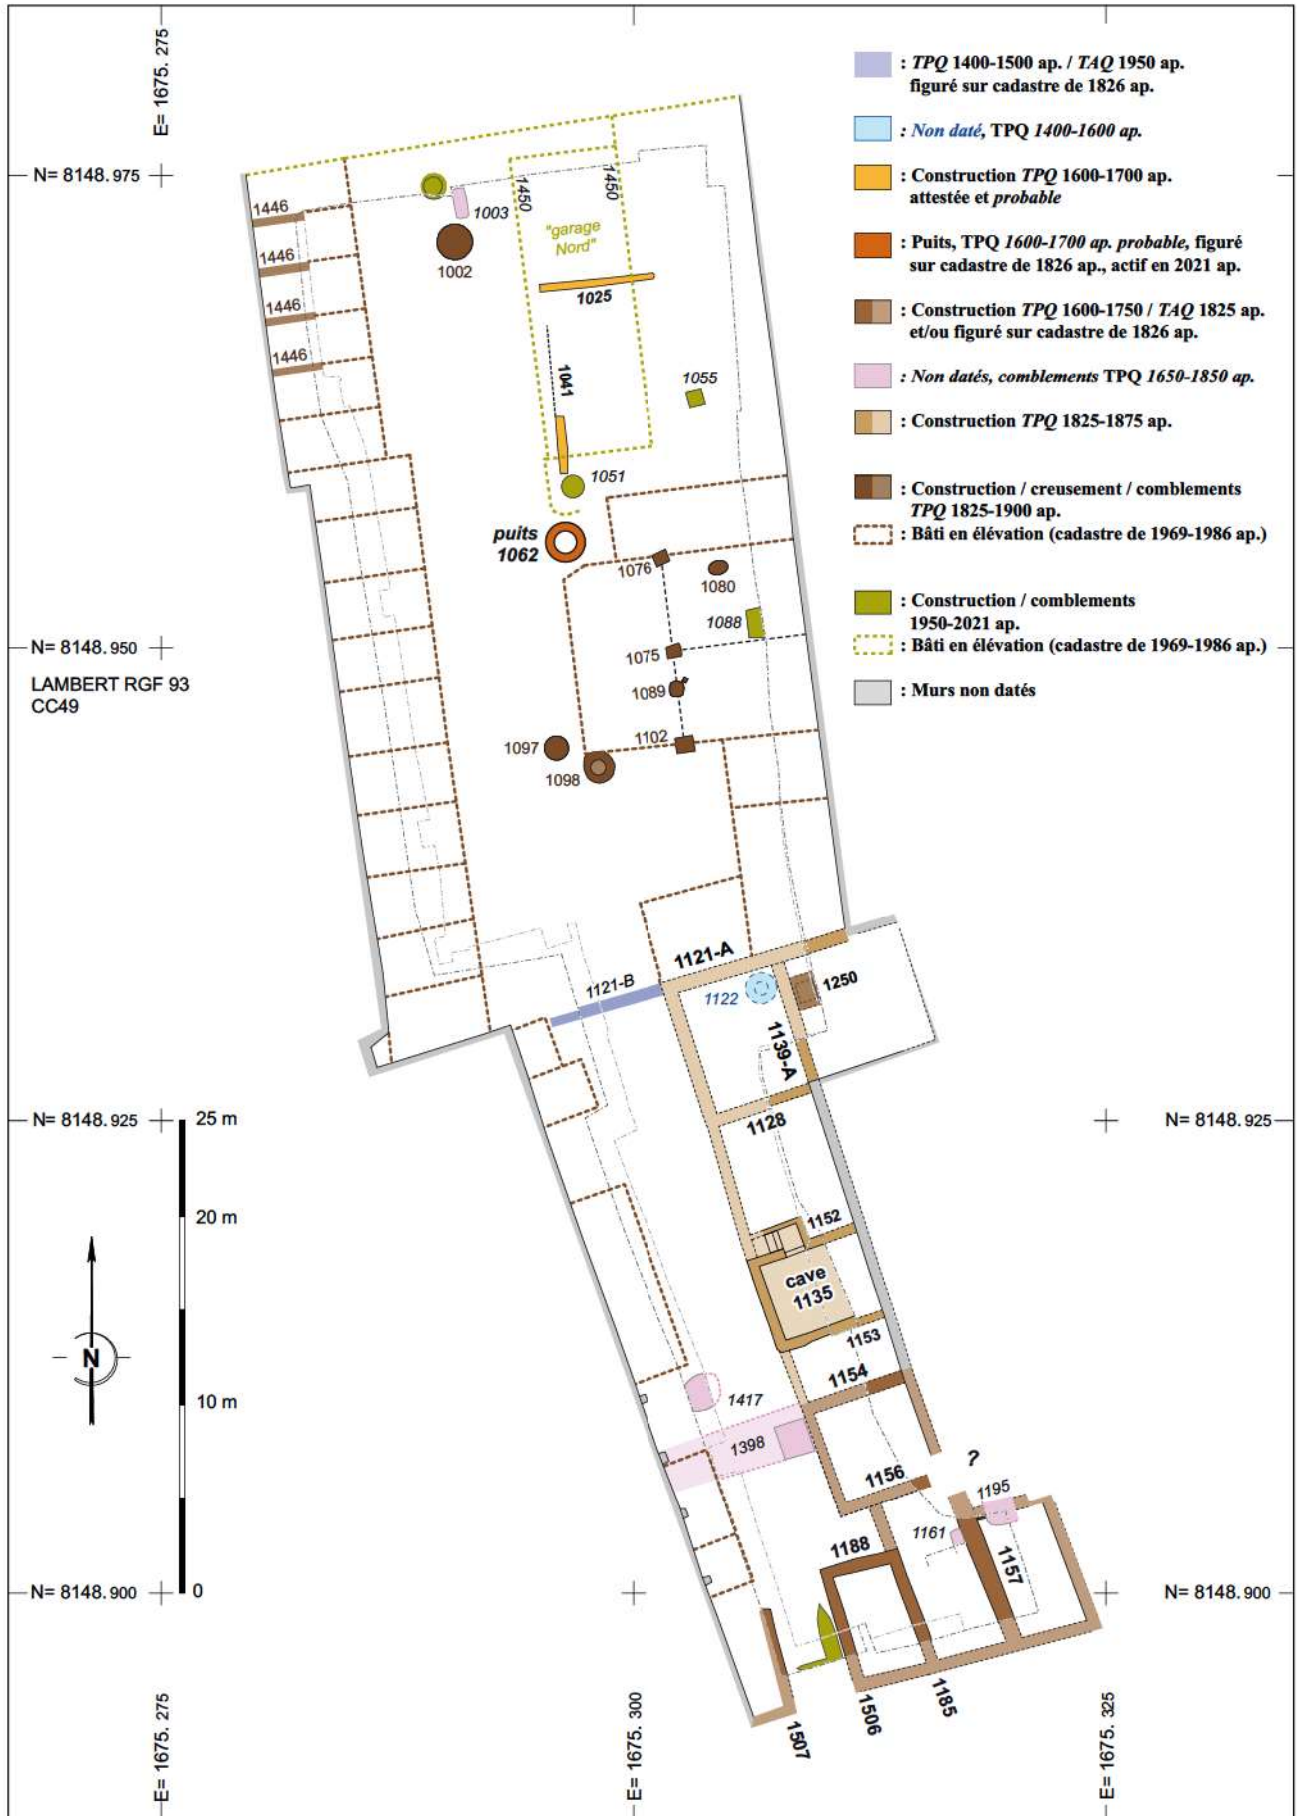 E= 1675. 275
N= 8148. 975
LAMBERT RGF 93
CC49
N= 8148. 950
: TPQ 1400-1500 ap. / TAQ 1950 ap.
figuré sur cadastre de 1826 ap.
: Non daté, TPQ 1400-1600 ap.
: Construction TPQ 1600-1700 ap.
attestée et probable
: Puits, TPQ 1600-1700 ap. probable, figuré
sur cadastre de 1826 ap., actif en 2021 ap.
: Construction TPQ 1600-1750 / TAQ 1825 ap.
et/ou figuré sur cadastre de 1826 ap.
: Non datés, comblements TPQ 1650-1850 ap.
: Construction TPQ 1825-1875 ap.
: Construction / creusement / comblements
TPQ 1825-1900 ap.
: Bâti en élévation (cadastre de 1969-1986 ap.)
: Construction / comblements
1950-2021 ap.
: Bâti en élévation (cadastre de 1969-1986 ap.)
: Murs non datés
1446
1446
1446
1446
1003
1002
1450
1450
"garage
Nord"
1025
1041
1055
1051
puits
1062
1076
1080
1088
1075
1089
1102
1097
1098
1121-A
1121-B
1122
1250
1139-A
1128
1152
cave
1135
1153
1154
1417
1398
1156
?
1195
1161
1188
1157
1507
1506
1185
N= 8148. 925
N= 8148. 925
25 m
20 m
10 m
0
N
N= 8148. 900
N= 8148. 900
E= 1675. 275
E= 1675. 300
E= 1675. 325